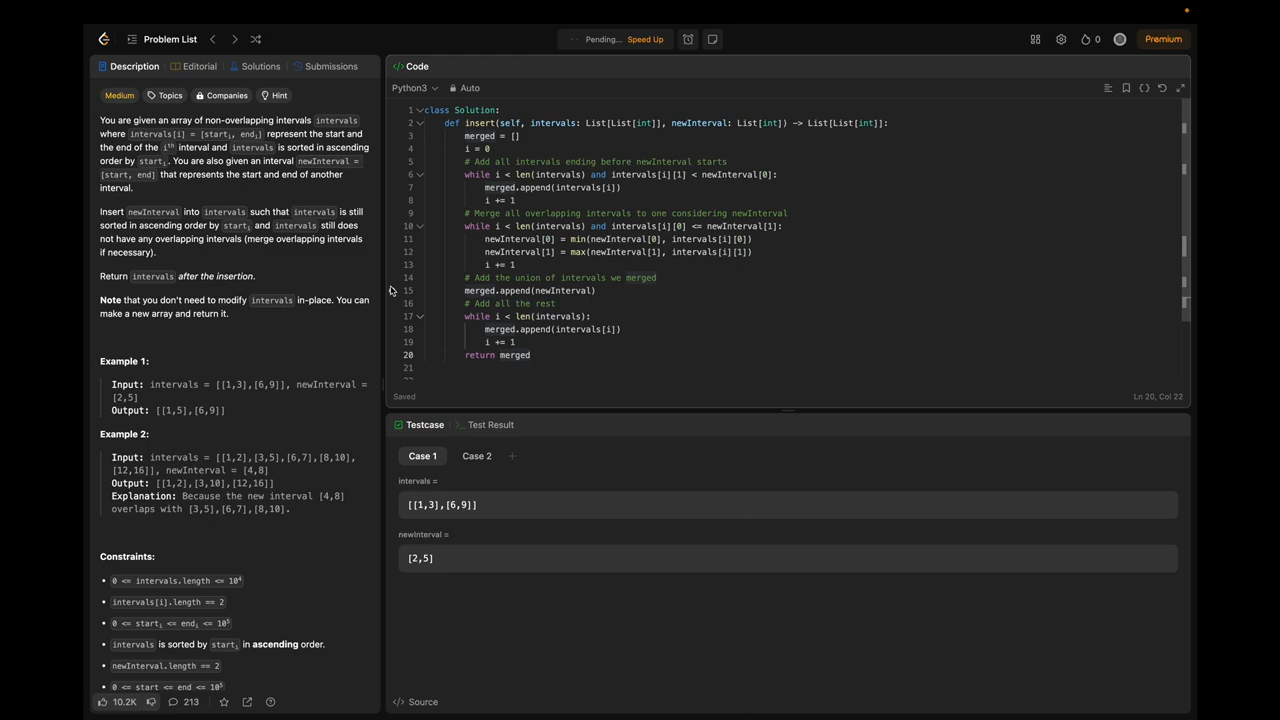 Problem List
Pending... Speed Up
0
Premium
Description
Editorial
Solutions
Submissions
Medium
Topics
Companies
Hint
You are given an array of non-overlapping intervals intervals
where intervals[i] = [starti, endi] represent the start and
the end of the ith interval and intervals is sorted in ascending
order by starti. You are also given an interval newInterval =
[start, end] that represents the start and end of another
interval.
Insert newInterval into intervals such that intervals is still
sorted in ascending order by starti and intervals still does
not have any overlapping intervals (merge overlapping intervals
if necessary).
Return intervals after the insertion.
Note that you don't need to modify intervals in-place. You can
make a new array and return it.
Example 1:
Input: intervals = [[1,3],[6,9]], newInterval =
[2,5]
Output: [[1,5],[6,9]]
Example 2:
Input: intervals = [[1,2],[3,5],[6,7],[8,10],
[12,16]], newInterval = [4,8]
Output: [[1,2],[3,10],[12,16]]
Explanation: Because the new interval [4,8]
overlaps with [3,5],[6,7],[8,10].
Constraints:
• 0 <= intervals.length <= 10⁴
• intervals[i].length == 2
• 0 <= starti <= endi <= 10⁵
• intervals is sorted by starti in ascending order.
• newInterval.length == 2
• 0 <= start <= end <= 10⁵
10.2K
213
</> Code
Python3
Auto
1 class Solution:
2 def insert(self, intervals: List[List[int]], newInterval: List[int]) -> List[List[int]]:
3 merged = []
4 i = 0
5 # Add all intervals ending before newInterval starts
6 while i < len(intervals) and intervals[i][1] < newInterval[0]:
7 merged.append(intervals[i])
8 i += 1
9 # Merge all overlapping intervals to one considering newInterval
10 while i < len(intervals) and intervals[i][0] <= newInterval[1]:
11 newInterval[0] = min(newInterval[0], intervals[i][0])
12 newInterval[1] = max(newInterval[1], intervals[i][1])
13 i += 1
14 # Add the union of intervals we merged
15 merged.append(newInterval)
16 # Add all the rest
17 while i < len(intervals):
18 merged.append(intervals[i])
19 i += 1
20 return merged
21
Saved
Ln 20, Col 22
Testcase
>_ Test Result
Case 1
Case 2
+
intervals =
[[1,3],[6,9]]
newInterval =
[2,5]
</> Source